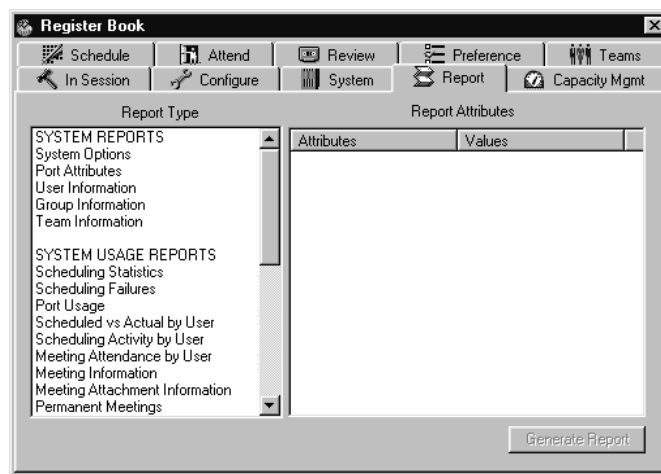 Register Book
Schedule Attend Review Preference Teams
In Session Configure System Report Capacity Mgmt
Report Type Report Attributes
Attributes Values
SYSTEM REPORTS
System Options
Port Attributes
User Information
Group Information
Team Information
SYSTEM USAGE REPORTS
Scheduling Statistics
Scheduling Failures
Port Usage
Scheduled vs Actual by User
Scheduling Activity by User
Meeting Attendance by User
Meeting Information
Meeting Attachment Information
Permanent Meetings
Generate Report